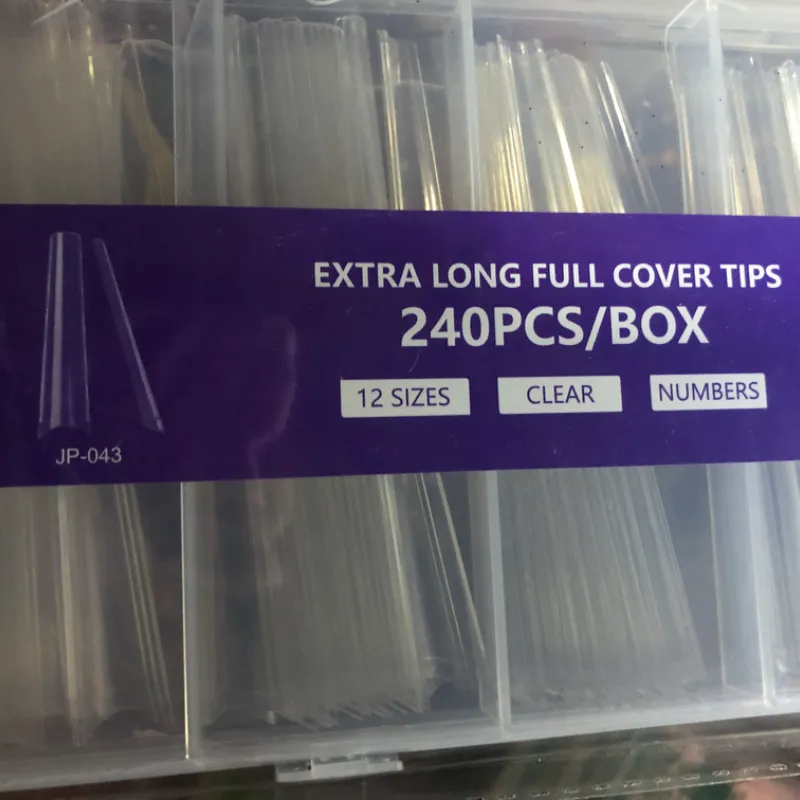 EXTRA LONG FULL COVER TIPS
240PCS/BOX
12 SIZES
CLEAR
NUMBERS
JP-043